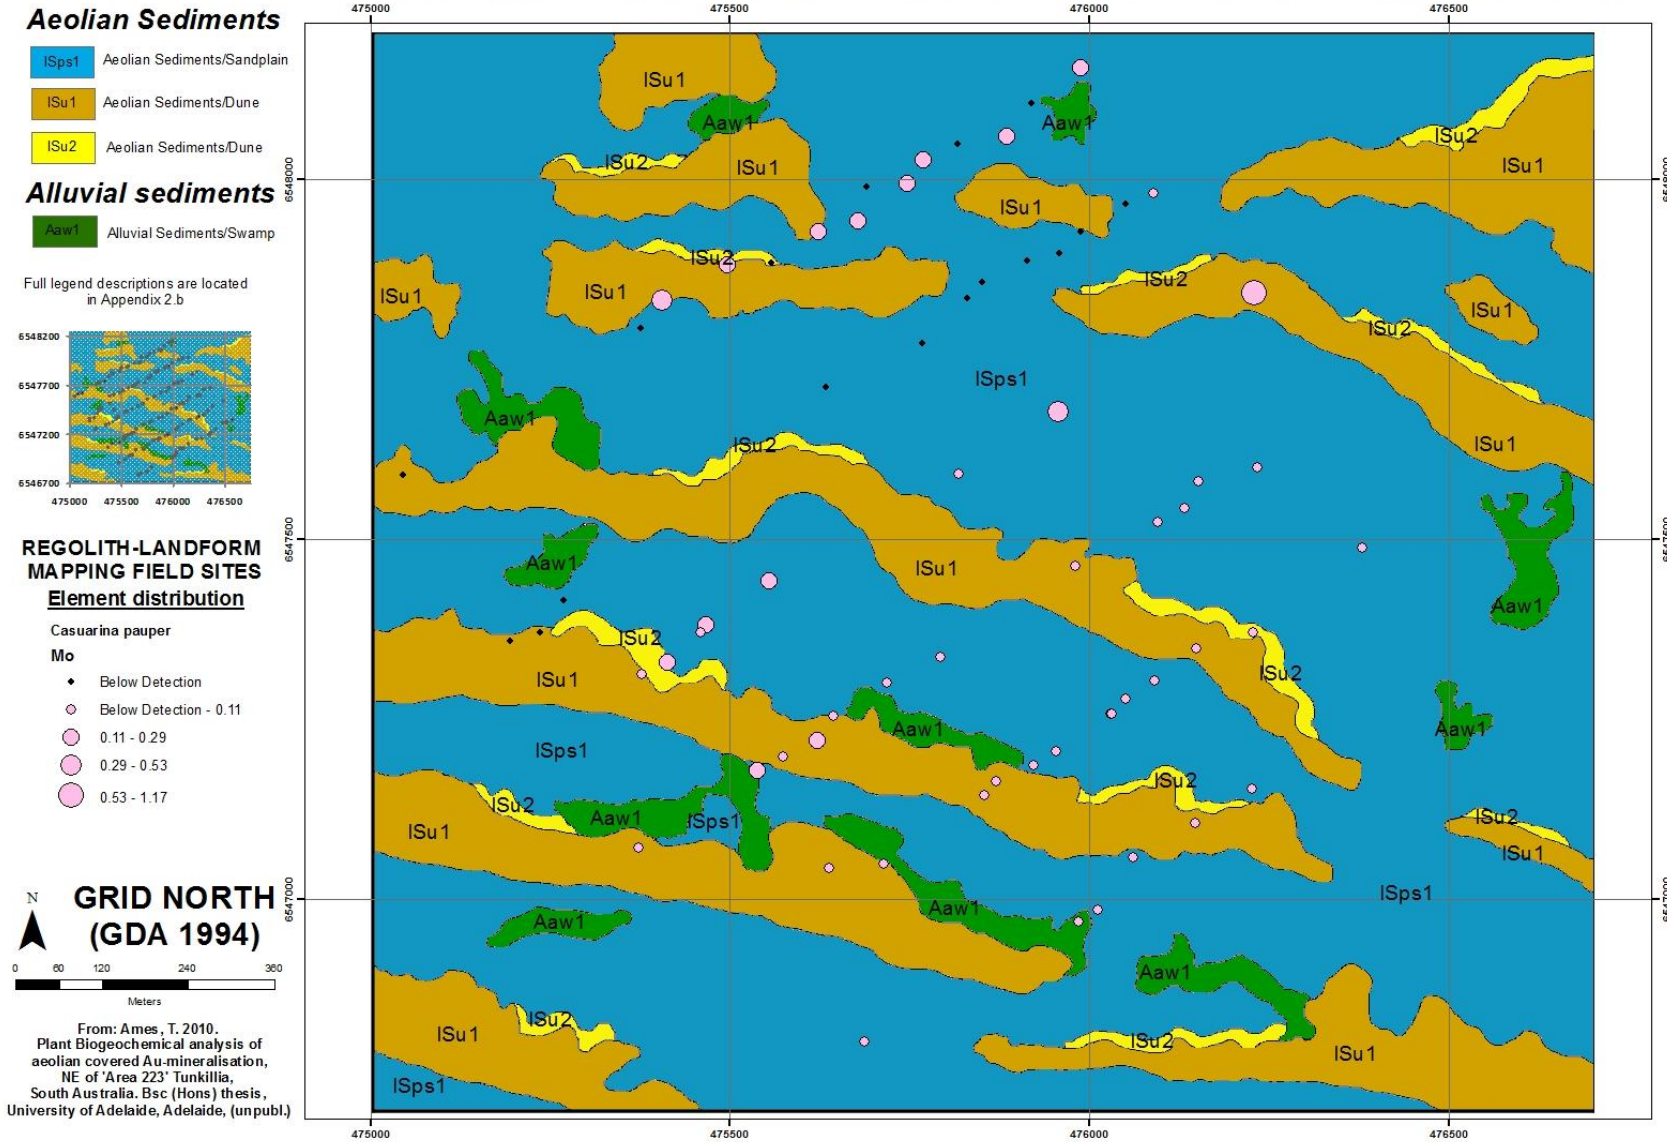 Aeolian Sediments
ISps1 Aeolian Sediments/Sandplain
ISu1 Aeolian Sediments/Dune
ISu2 Aeolian Sediments/Dune
Alluvial sediments
Aaw1 Alluvial Sediments/Swamp
Full legend descriptions are located
in Appendix 2.b
6548200
6547700
6547200
6546700
475000 475500 476000 476500
REGOLITH-LANDFORM
MAPPING FIELD SITES
Element distribution
Casuarina pauper
Mo
Below Detection
Below Detection - 0.11
0.11 - 0.29
0.29 - 0.53
0.53 - 1.17
N
GRID NORTH
(GDA 1994)
0 60 120 240 360
Meters
From: Ames, T. 2010.
Plant Biogeochemical analysis of
aeolian covered Au-mineralisation,
NE of 'Area 223' Tunkillia,
South Australia. Bsc (Hons) thesis,
University of Adelaide, Adelaide, (unpubl.)
475000 475500 476000 476500
ISu1
Aaw1 Aaw1
ISu2 ISu1 ISu2 ISu1
6548000 6548000
ISu1
ISu2 ISu2
ISu1 ISu1 ISu1
ISu2
ISps1
Aaw1
ISu2 ISu1
6547500 6547500
Aaw1 ISu1
Aaw1
ISu2
ISu1 ISu2
Aaw1 Aaw1
ISps1
ISu2
ISu2 Aaw1 ISps1 ISu2
ISu1 ISu1
ISps1
6547000 6547000
Aaw1 Aaw1
Aaw1
ISu2
ISu1 ISu2 ISu1
ISps1
475000 475500 476000 476500